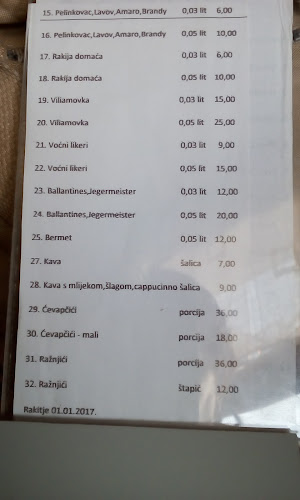 15. Pelinkovac,Lavov,Amaro,Brandy 0,03 lit 6,00
16. Pelinkovac,Lavov,Amaro,Brandy 0,05 lit 10,00
17. Rakija domaća 0,03 lit 6,00
18. Rakija domaća 0,05 lit 10,00
19. Viliamovka 0,03 lit 15,00
20. Viliamovka 0,05 lit 25,00
21. Voćni likeri 0,03 lit 9,00
22. Voćni likeri 0,05 lit 15,00
23. Ballantines,Jegermeister 0,03 lit 12,00
24. Ballantines,Jegermeister 0,05 lit 20,00
25. Bermet 0,05 lit 12,00
27. Kava šalica 7,00
28. Kava s mlijekom,šlagom,cappucinno šalica 9,00
29. Ćevapčići porcija 36,00
30. Ćevapčići - mali porcija 18,00
31. Ražnjići porcija 36,00
32. Ražnjići štapić 12,00
Rakitje 01.01.2017.